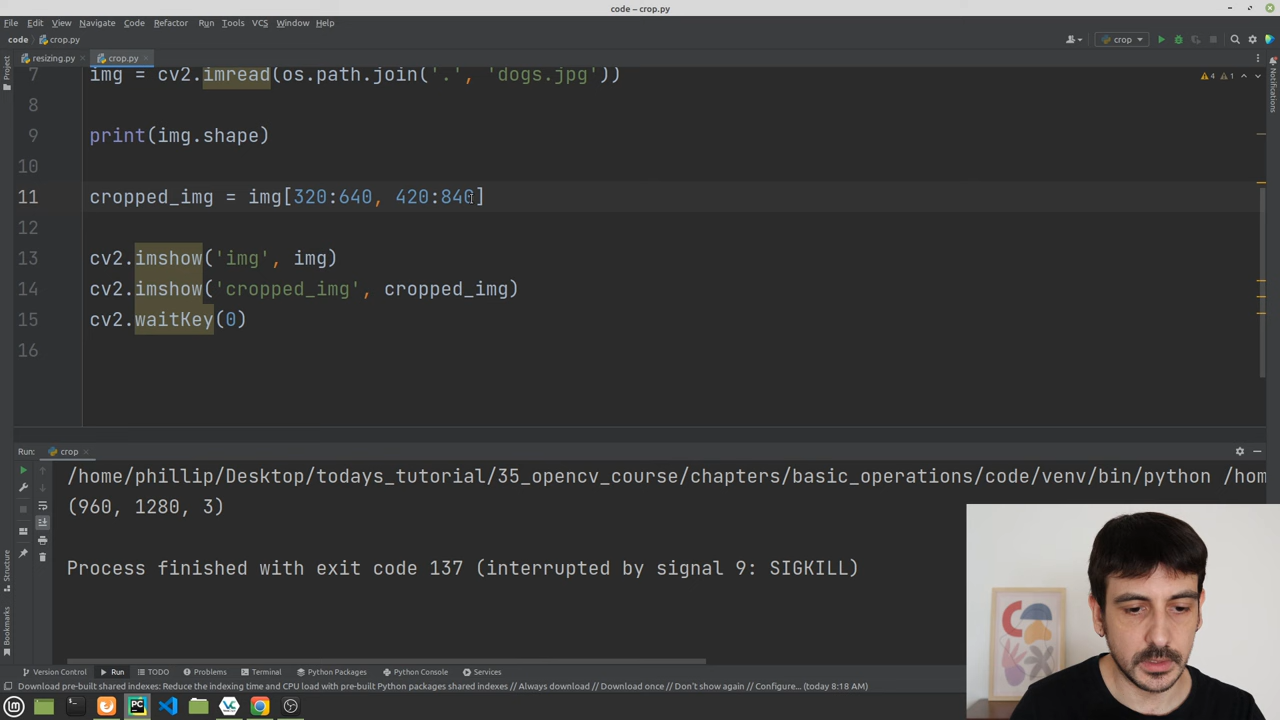 code – crop.py
File Edit View Navigate Code Refactor Run Tools VCS Window Help
code crop.py crop
resizing.py crop.py
Project
Notifications
4 1
7 img = cv2.imread(os.path.join('.', 'dogs.jpg'))
8
9 print(img.shape)
10
11 cropped_img = img[320:640, 420:840]
12
13 cv2.imshow('img', img)
14 cv2.imshow('cropped_img', cropped_img)
15 cv2.waitKey(0)
16
Run: crop
/home/phillip/Desktop/todays_tutorial/35_opencv_course/chapters/basic_operations/code/venv/bin/python /hom
(960, 1280, 3)
Process finished with exit code 137 (interrupted by signal 9: SIGKILL)
Structure
Bookmarks
Version Control Run TODO Problems Terminal Python Packages Python Console Services
Download pre-built shared indexes: Reduce the indexing time and CPU load with pre-built Python packages shared indexes // Always download // Download once // Don't show again // Configure... (today 8:18 AM)